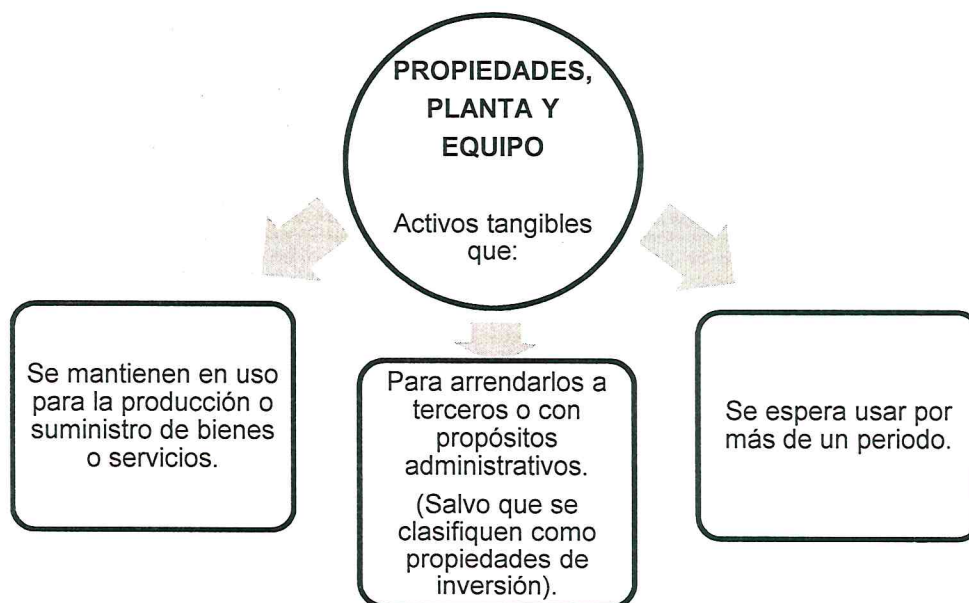 PROPIEDADES,
PLANTA Y
EQUIPO
Activos tangibles
que:
Se mantienen en uso
para la producción o
suministro de bienes
o servicios.
Para arrendarlos a
terceros o con
propósitos
administrativos.
(Salvo que se
clasifiquen como
propiedades de
inversión).
Se espera usar por
más de un periodo.